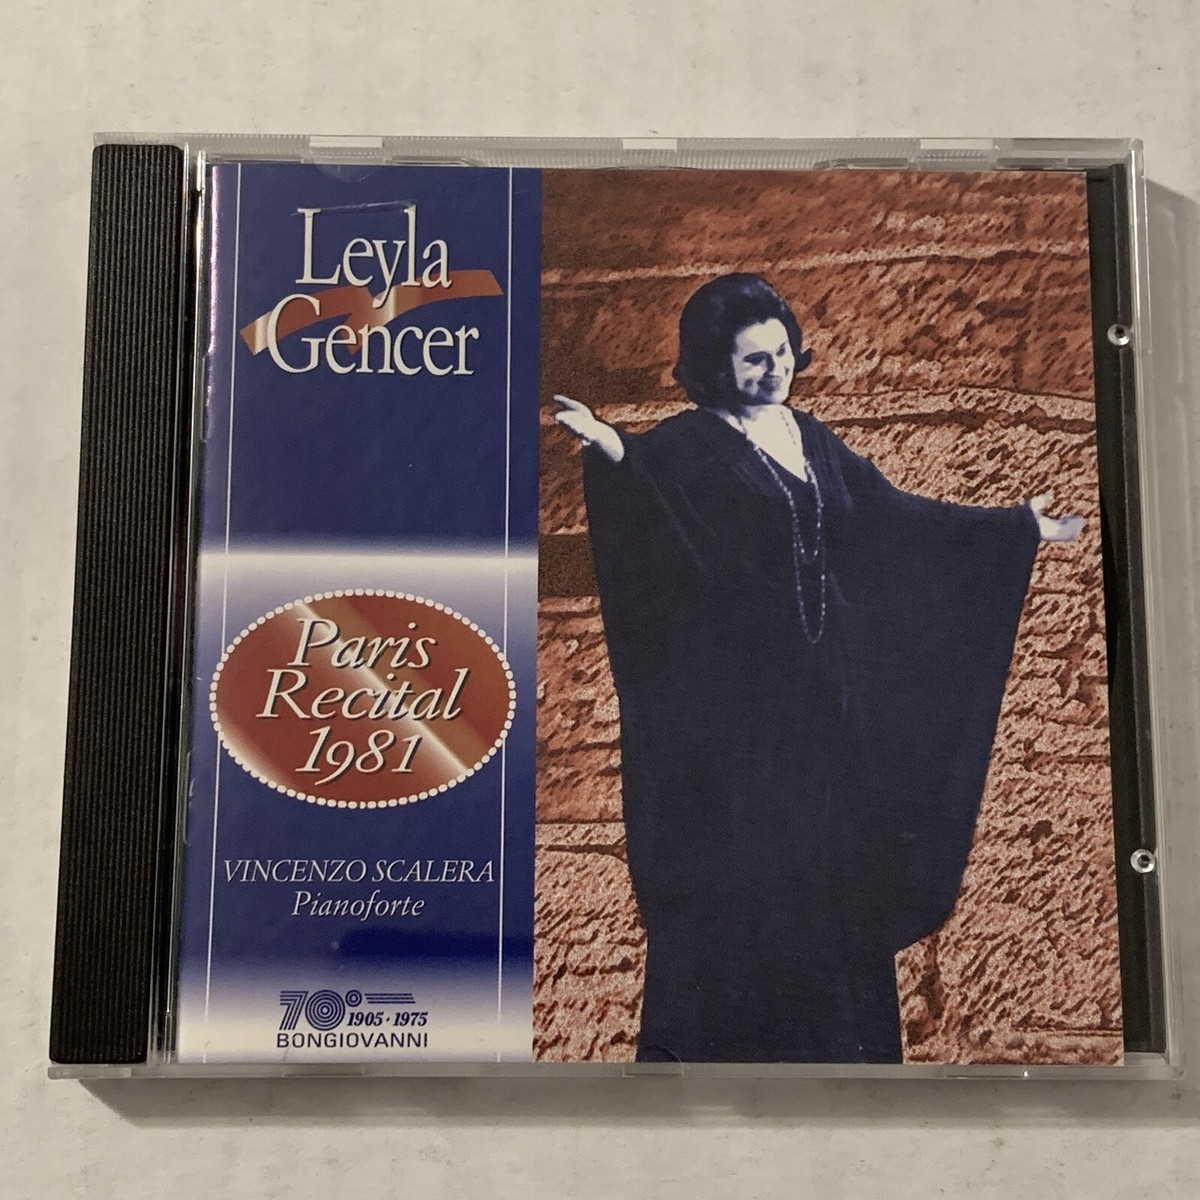 Leyla
Gencer
Paris
Recital
1981
VINCENZO SCALERA
Pianoforte
70°
1905 · 1975
BONGIOVANNI